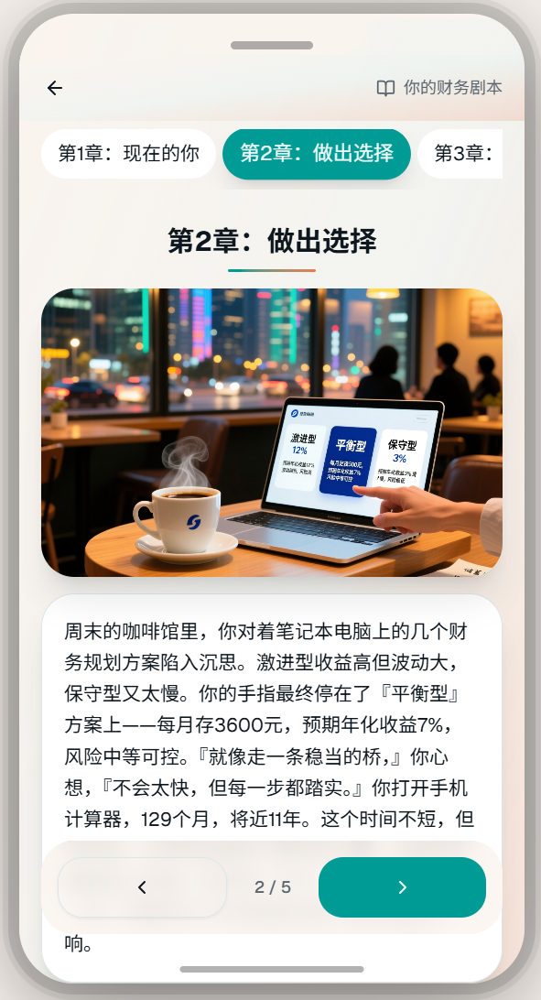 你的财务剧本
第1章：现在的你
第2章：做出选择
第3章：
第2章：做出选择
激进型
12%
平衡型
保守型
3%
周末的咖啡馆里，你对着笔记本电脑上的几个财
务规划方案陷入沉思。激进型收益高但波动大，
保守型又太慢。你的手指最终停在了『平衡型』
方案上——每月存3600元，预期年化收益7%，
风险中等可控。『就像走一条稳当的桥，』你心
想，『不会太快，但每一步都踏实。』你打开手机
计算器，129个月，将近11年。这个时间不短，但
2 / 5
响。